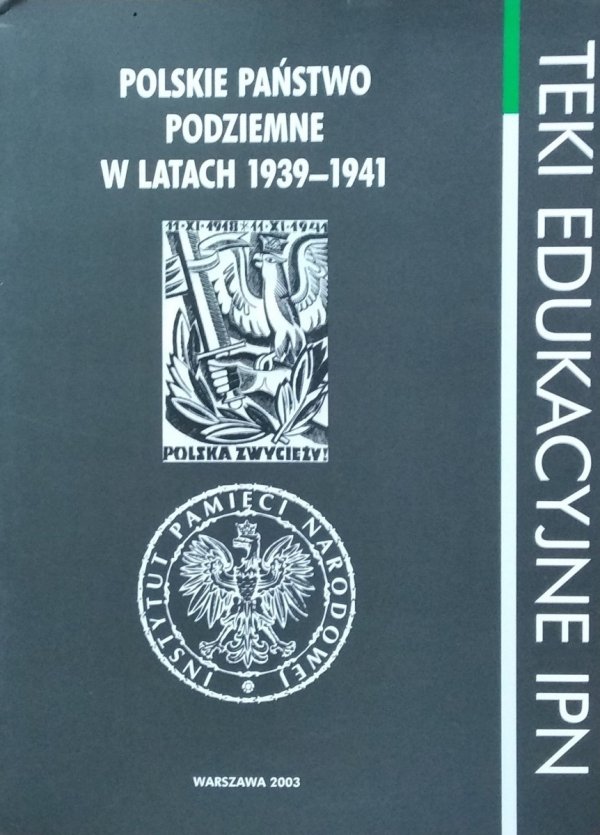 POLSKIE PAŃSTWO
PODZIEMNE
W LATACH 1939–1941
11·XI·1918 × 11·XI·1941
POLSKA ZWYCIĘŻY!
INSTYTUT PAMIĘCI NARODOWEJ
WARSZAWA 2003
TEKI EDUKACYJNE IPN